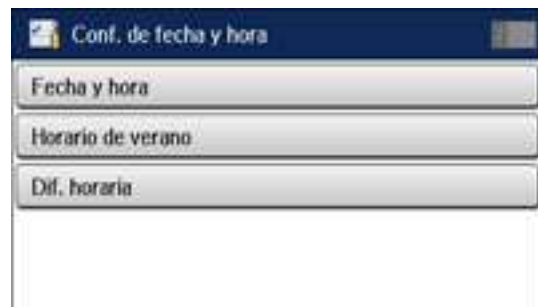 Conf. de fecha y hora
Fecha y hora
Horario de verano
Dif. horaria